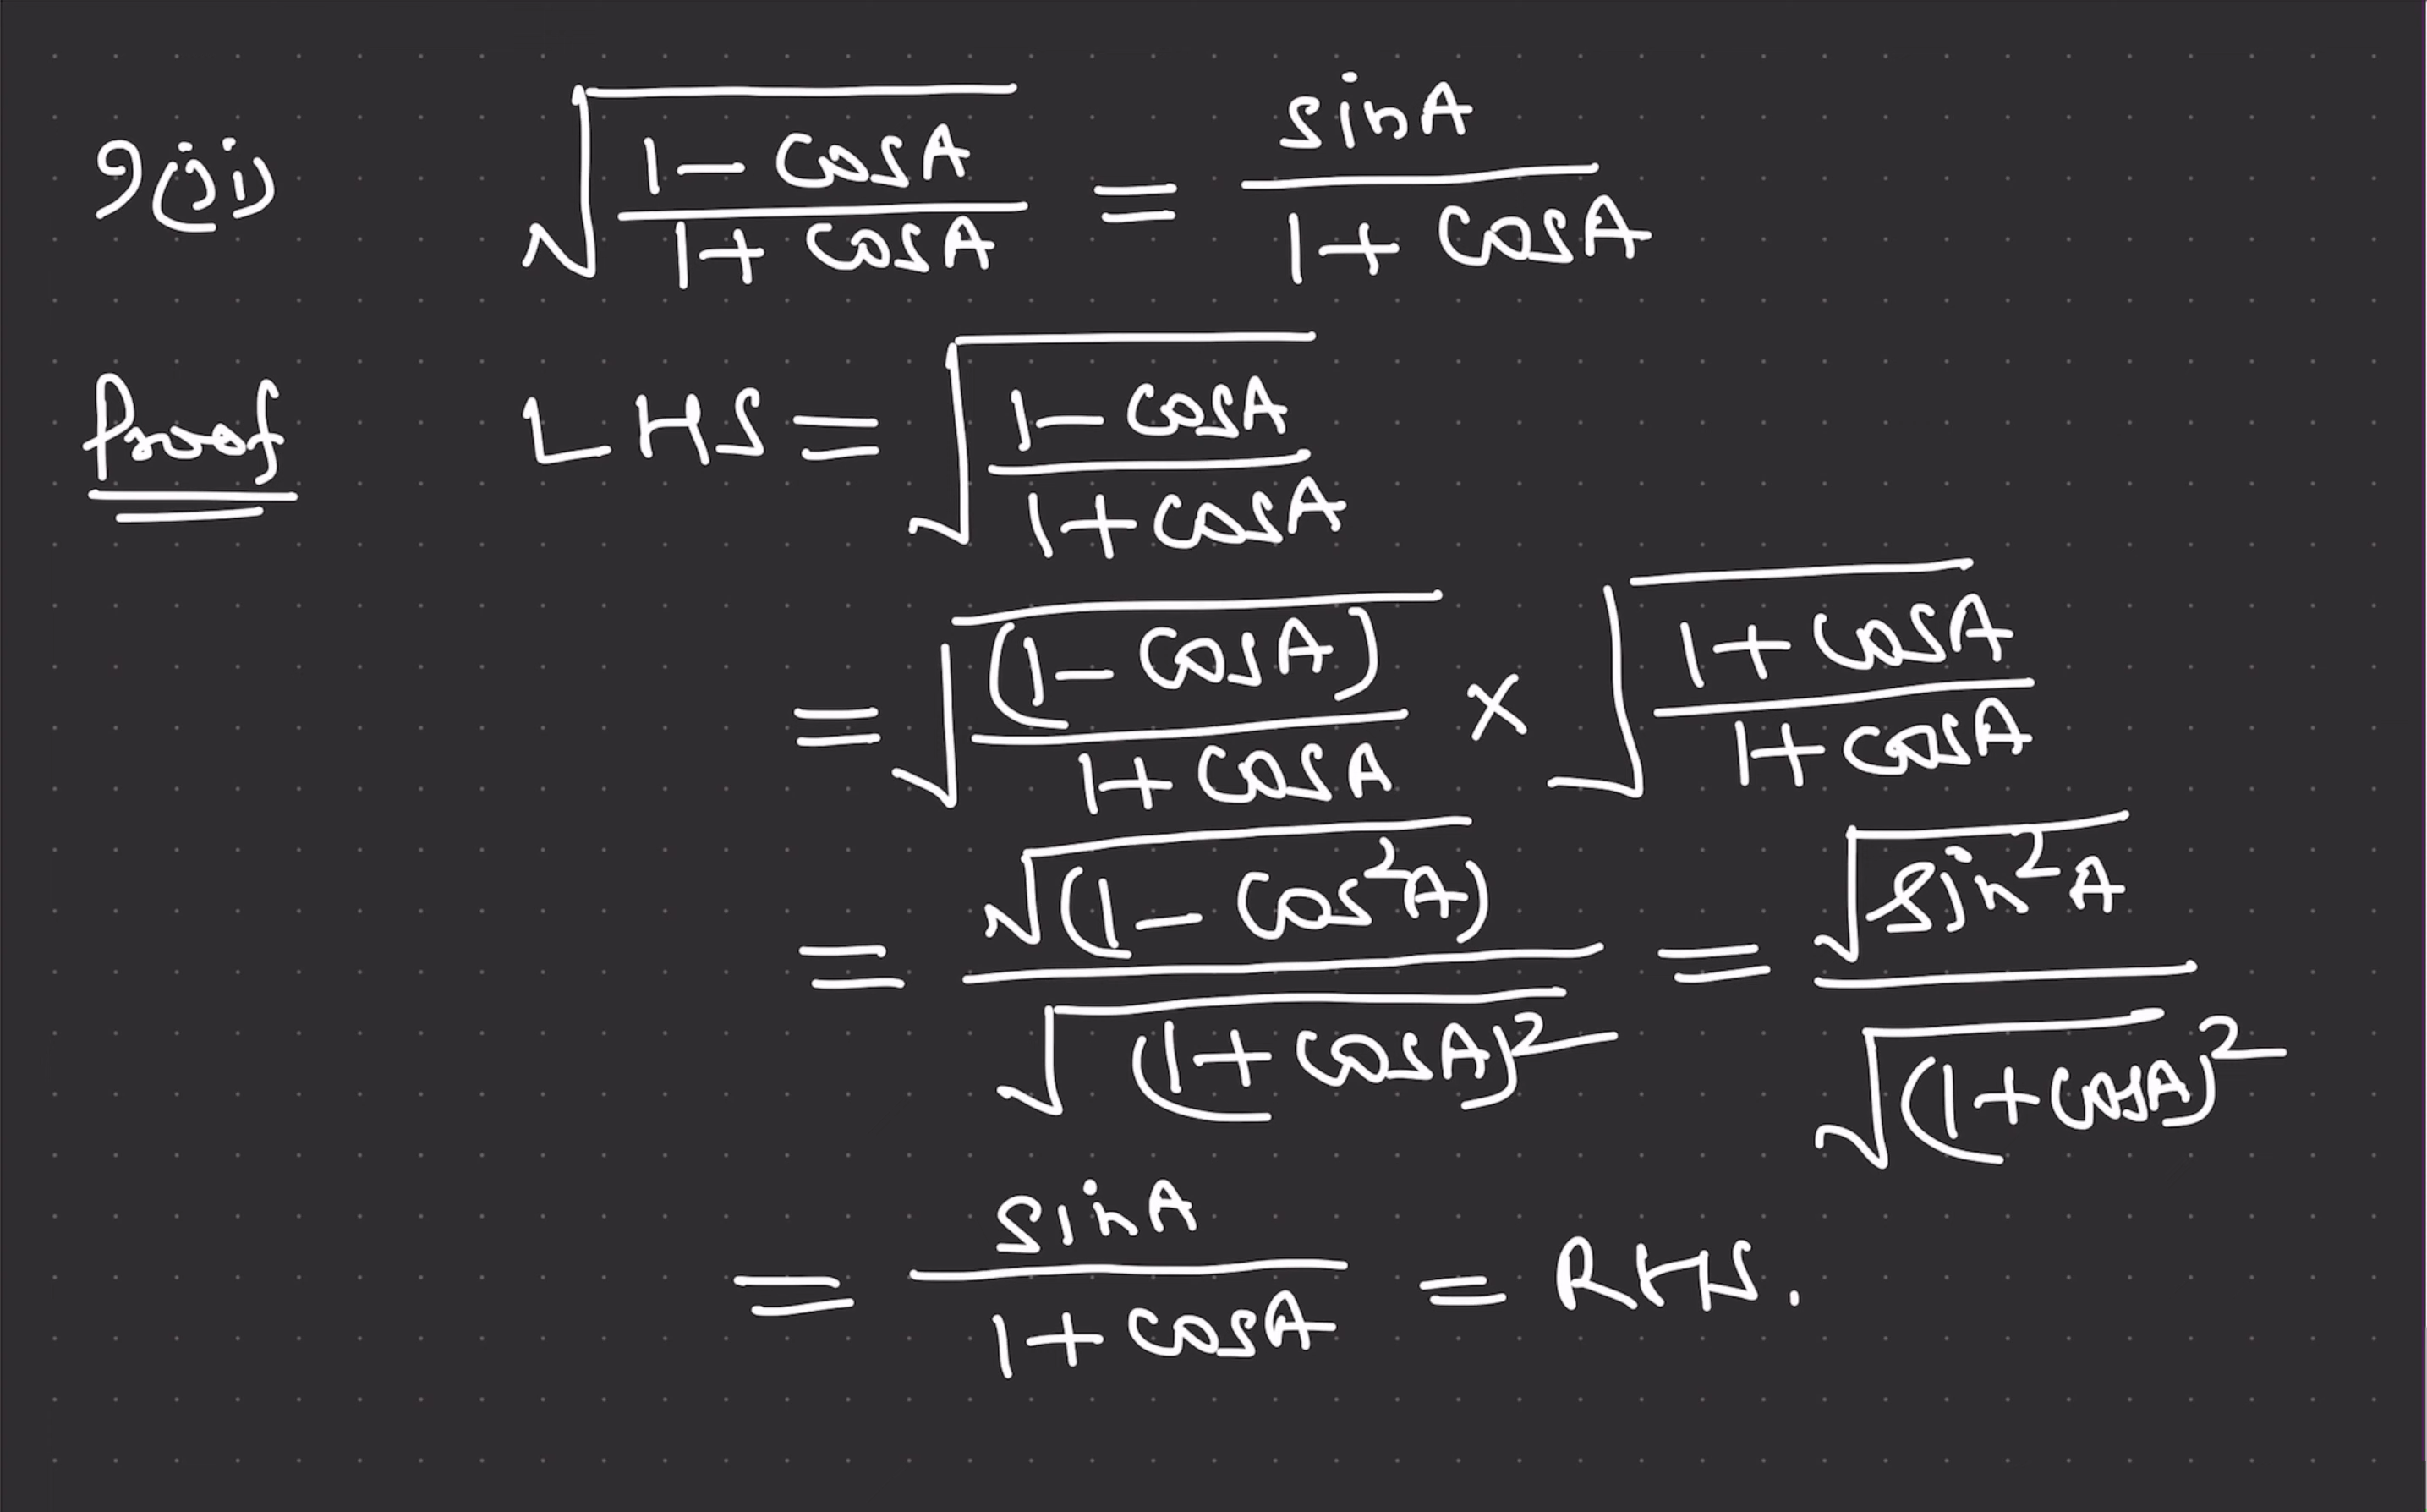 9(ii) √((1 - cosA)/(1 + cosA)) = sinA/(1 + cosA)
Proof LHS = √((1 - cosA)/(1 + cosA))
= √((1 - cosA)/(1 + cosA)) × √((1 + cosA)/(1 + cosA))
= √(1 - cos²A)/√((1 + cosA)²) = √(sin²A)/√((1 + cosA)²)
= sinA/(1 + cosA) = RHS.